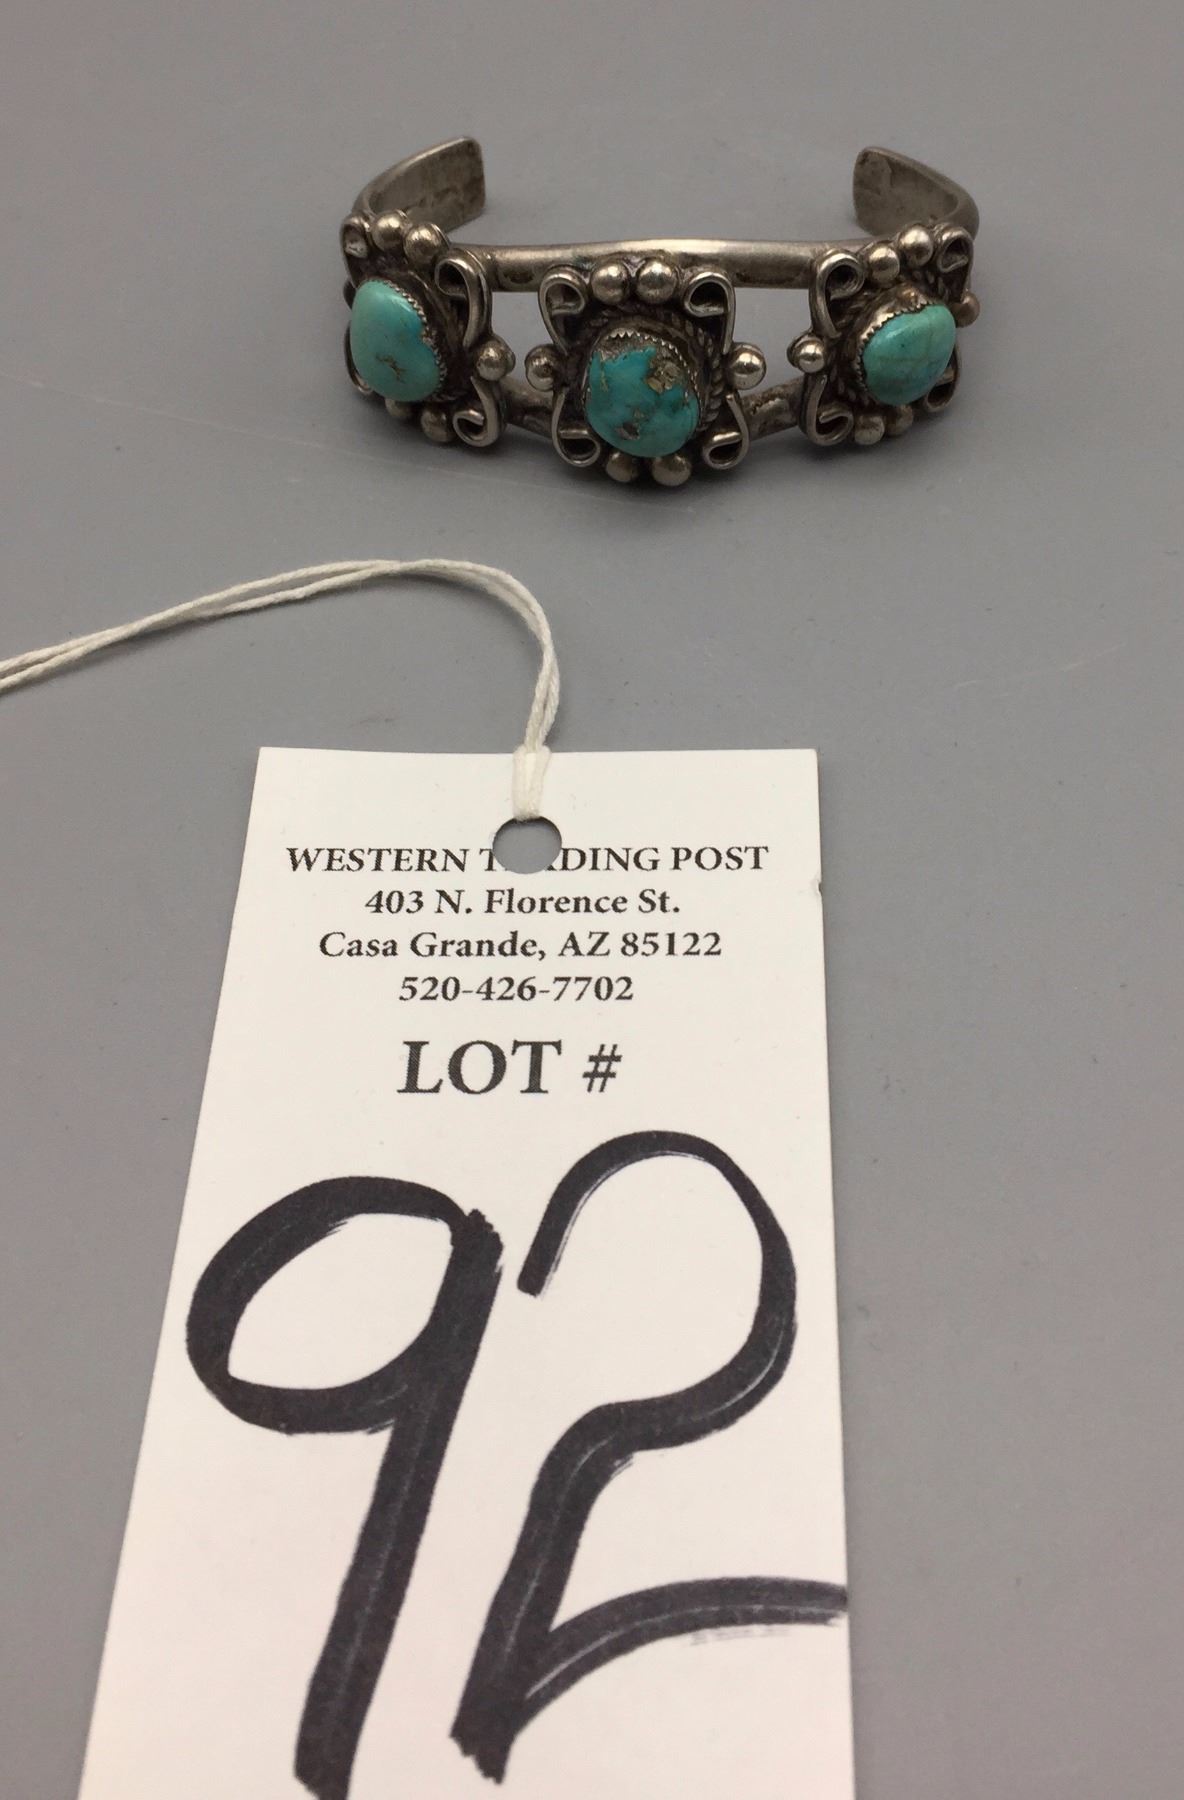 WESTERN TRADING POST
403 N. Florence St.
Casa Grande, AZ 85122
520-426-7702
LOT #
92